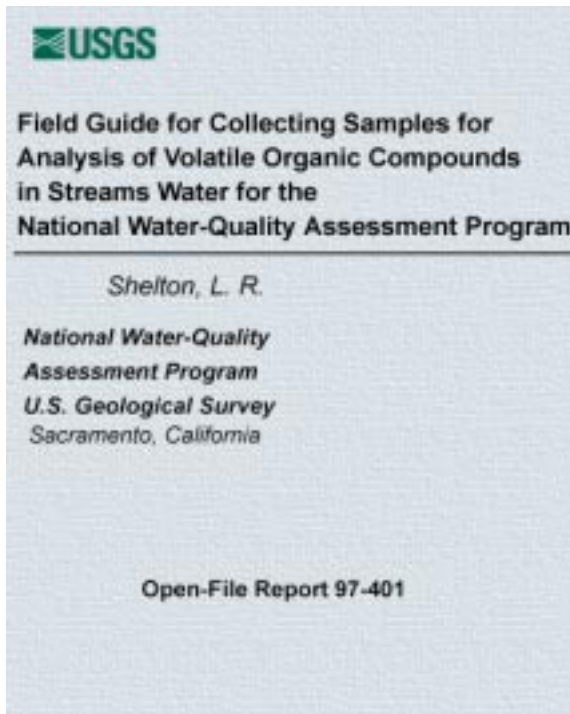 USGS
Field Guide for Collecting Samples for
Analysis of Volatile Organic Compounds
in Streams Water for the
National Water-Quality Assessment Program
Shelton, L. R.
National Water-Quality
Assessment Program
U.S. Geological Survey
Sacramento, California
Open-File Report 97-401